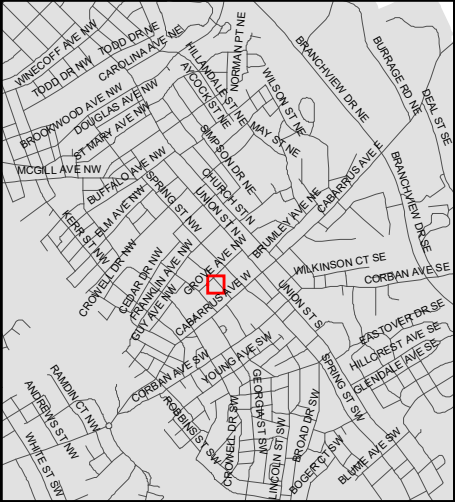 WINECOFF AVE NW
TODD DR NE
TODD DR NW
CAROLINA AVE NE
HILLANDALE ST NE
AYCOCK ST NE
NORMAN PT NE
WILSON ST NE
BRANCHVIEW DR NE
BURRAGE RD NE
DEAL ST SE
BROOKWOOD AVE NW
DOUGLAS AVE NW
ST MARY AVE NW
MAY ST NE
SIMPSON DR NE
MCGILL AVE NW
BUFFALO AVE NW
SPRING ST NW
CHURCH ST N
UNION ST N
BRUMLEY AVE NE
CABARRUS AVE E
BRANCHVIEW DR SE
ELM AVE NW
KERR ST NW
CROWELL DR NW
CEDAR DR NW
FRANKLIN AVE NW
GUY AVE NW
GROVE AVE NW
CABARRUS AVE W
WILKINSON CT SE
CORBAN AVE SE
UNION ST S
EASTOVER DR SE
HILLCREST AVE SE
GLENDALE AVE SE
SPRING ST SW
CORBAN AVE SW
YOUNG AVE SW
RAMDIN CT NW
ANDREWS ST NW
WHITE ST SW
ROBBINS ST SW
CROWELL DR SW
GEORGIA ST SW
LINCOLN ST SW
BROAD DR SW
BOGER CT SW
BLUME AVE SW